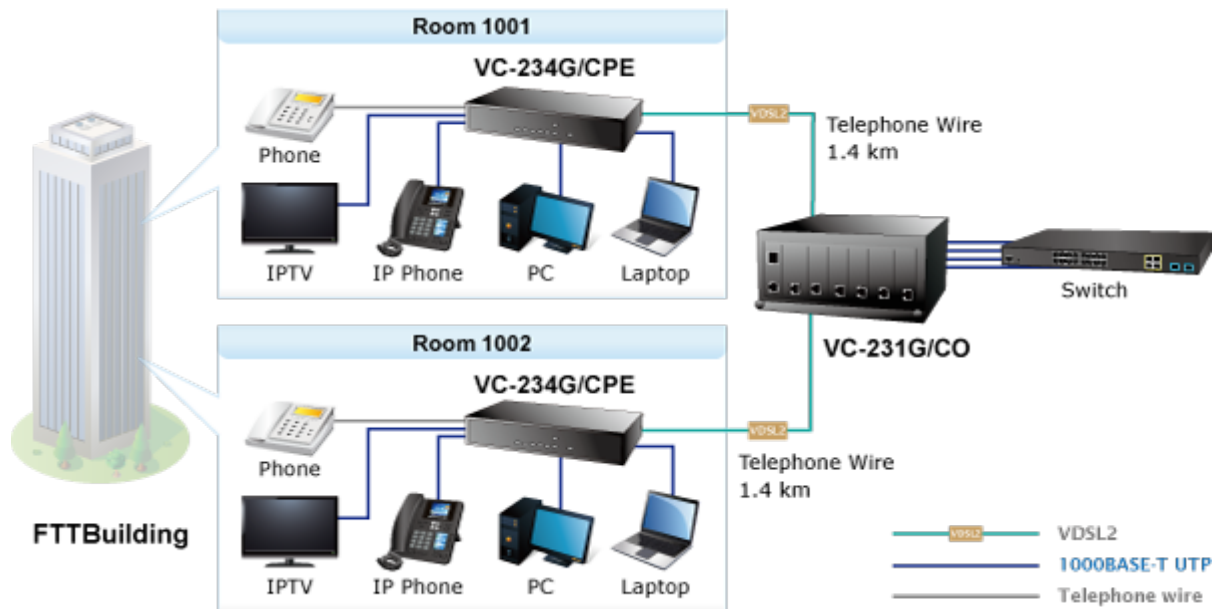 Room 1001
VC-234G/CPE
Phone
IPTV
IP Phone
PC
Laptop
VDSL2
Telephone Wire
1.4 km
Switch
VC-231G/CO
Room 1002
VC-234G/CPE
Phone
IPTV
IP Phone
PC
Laptop
VDSL2
Telephone Wire
1.4 km
FTTBuilding
VDSL2
VDSL2
1000BASE-T UTP
Telephone wire